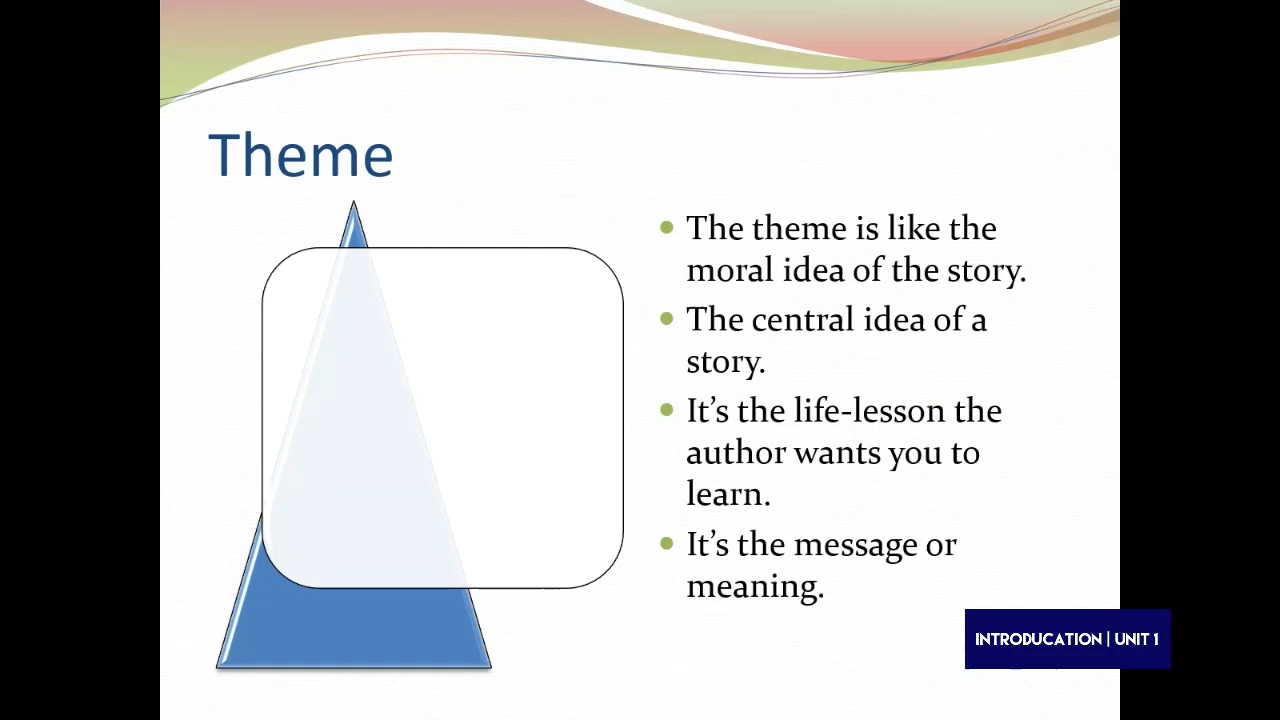 Theme
• The theme is like the
moral idea of the story.
• The central idea of a
story.
• It’s the life-lesson the
author wants you to
learn.
• It’s the message or
meaning.
INTRODUCATION | UNIT 1